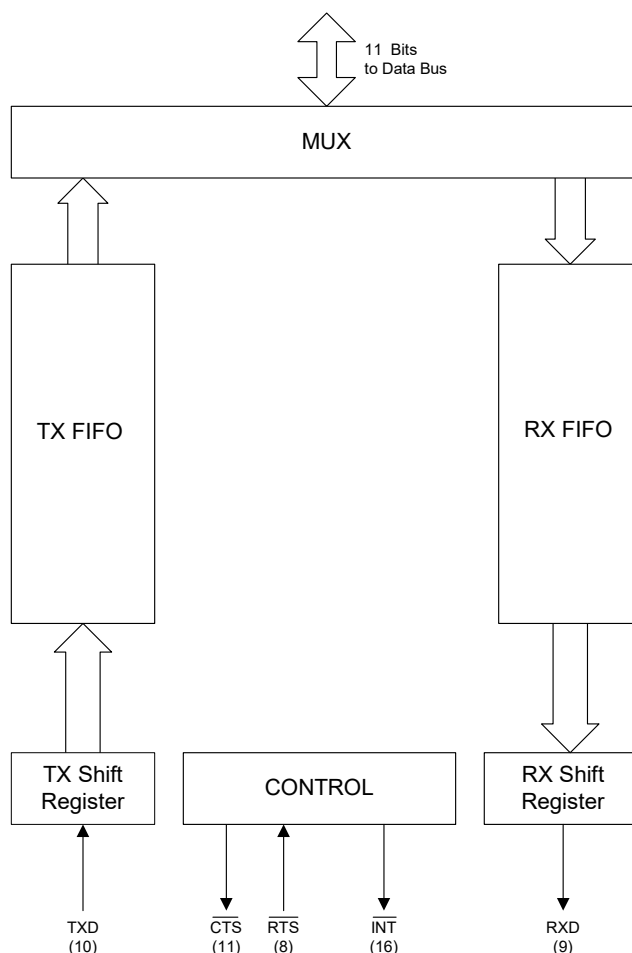 11 Bits
to Data Bus
MUX
TX FIFO
RX FIFO
TX Shift
Register
CONTROL
RX Shift
Register
TXD
(10)
CTS
(11)
RTS
(8)
INT
(16)
RXD
(9)